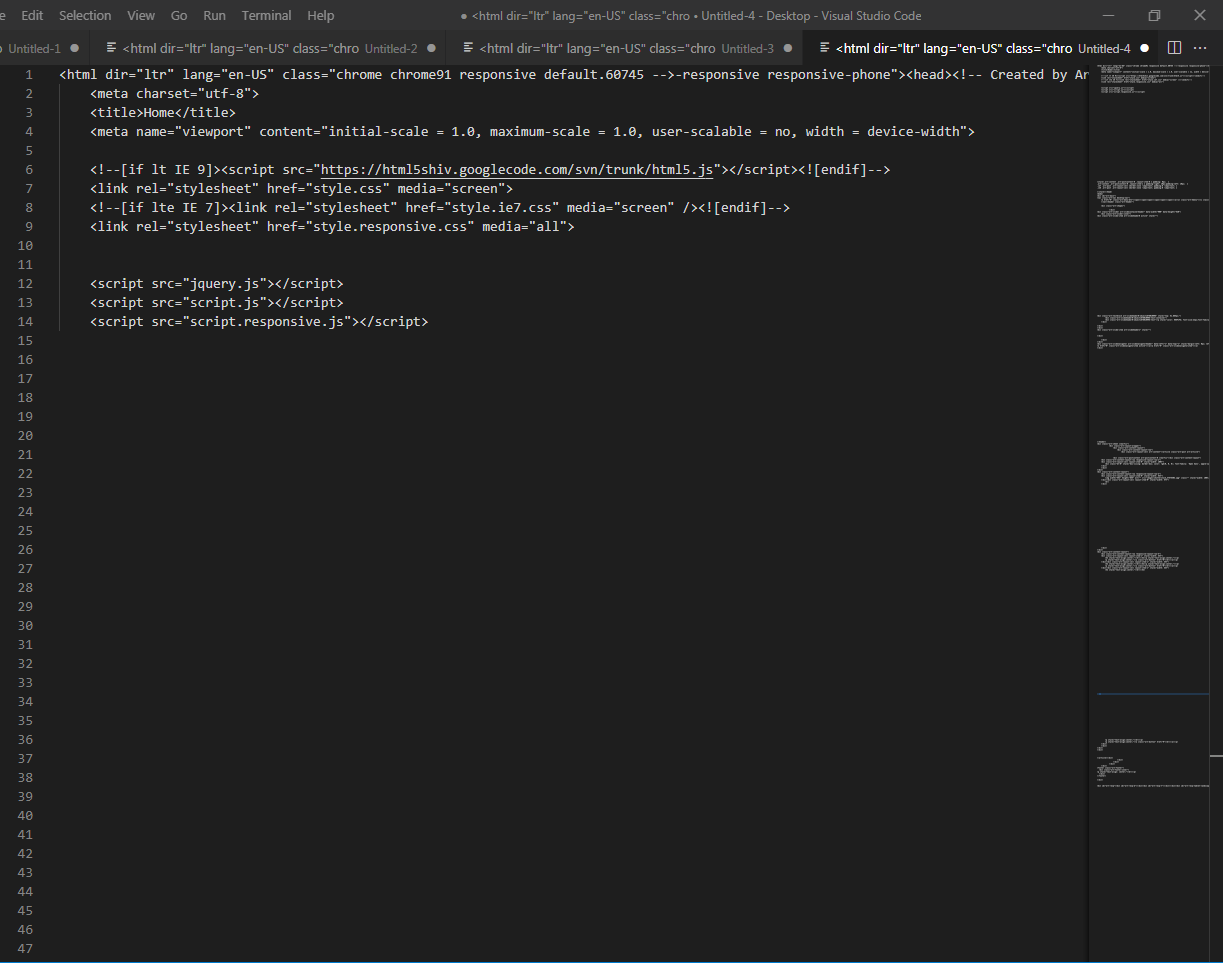 Edit Selection View Go Run Terminal Help ● <html dir="ltr" lang="en-US" class="chro • Untitled-4 - Desktop - Visual Studio Code
Untitled-1 ● <html dir="ltr" lang="en-US" class="chro Untitled-2 ● <html dir="ltr" lang="en-US" class="chro Untitled-3 ● <html dir="ltr" lang="en-US" class="chro Untitled-4 ● ···
1 <html dir="ltr" lang="en-US" class="chrome chrome91 responsive default.60745 -->-responsive responsive-phone"><head><!-- Created by Ar
2 <meta charset="utf-8">
3 <title>Home</title>
4 <meta name="viewport" content="initial-scale = 1.0, maximum-scale = 1.0, user-scalable = no, width = device-width">
5
6 <!--[if lt IE 9]><script src="https://html5shiv.googlecode.com/svn/trunk/html5.js"></script><![endif]-->
7 <link rel="stylesheet" href="style.css" media="screen">
8 <!--[if lte IE 7]><link rel="stylesheet" href="style.ie7.css" media="screen" /><![endif]-->
9 <link rel="stylesheet" href="style.responsive.css" media="all">
10
11
12 <script src="jquery.js"></script>
13 <script src="script.js"></script>
14 <script src="script.responsive.js"></script>
15
16
17
18
19
20
21
22
23
24
25
26
27
28
29
30
31
32
33
34
35
36
37
38
39
40
41
42
43
44
45
46
47